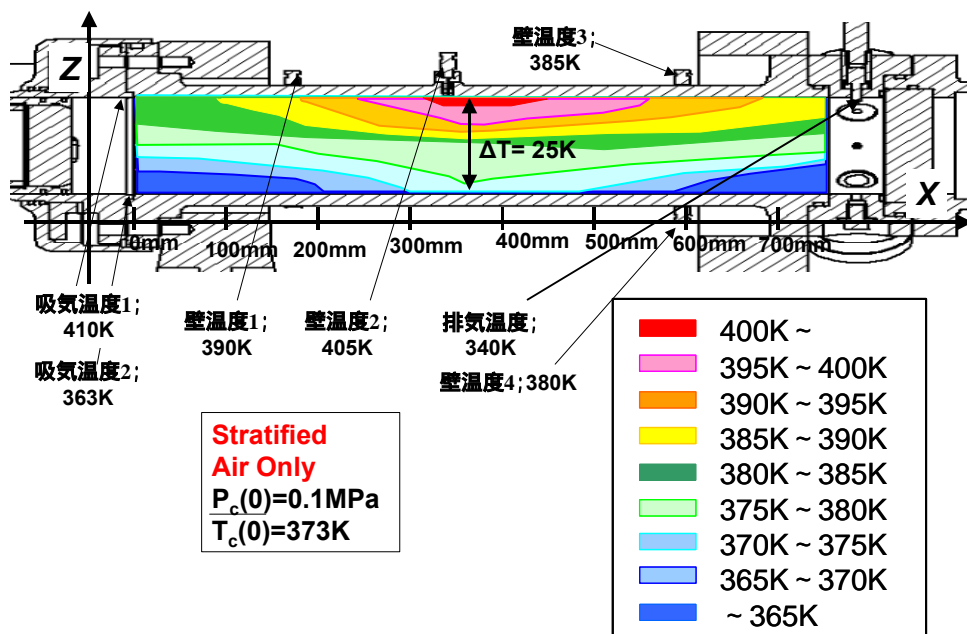 壁温度3;
385K
Z
ΔT= 25K
X
0mm
100mm
200mm
300mm
400mm
500mm
600mm
700mm
吸気温度1;
410K
吸気温度2;
363K
壁温度1;
390K
壁温度2;
405K
排気温度;
340K
壁温度4;380K
Stratified
Air Only
Pc(0)=0.1MPa
Tc(0)=373K
400K ~
395K ~ 400K
390K ~ 395K
385K ~ 390K
380K ~ 385K
375K ~ 380K
370K ~ 375K
365K ~ 370K
~ 365K